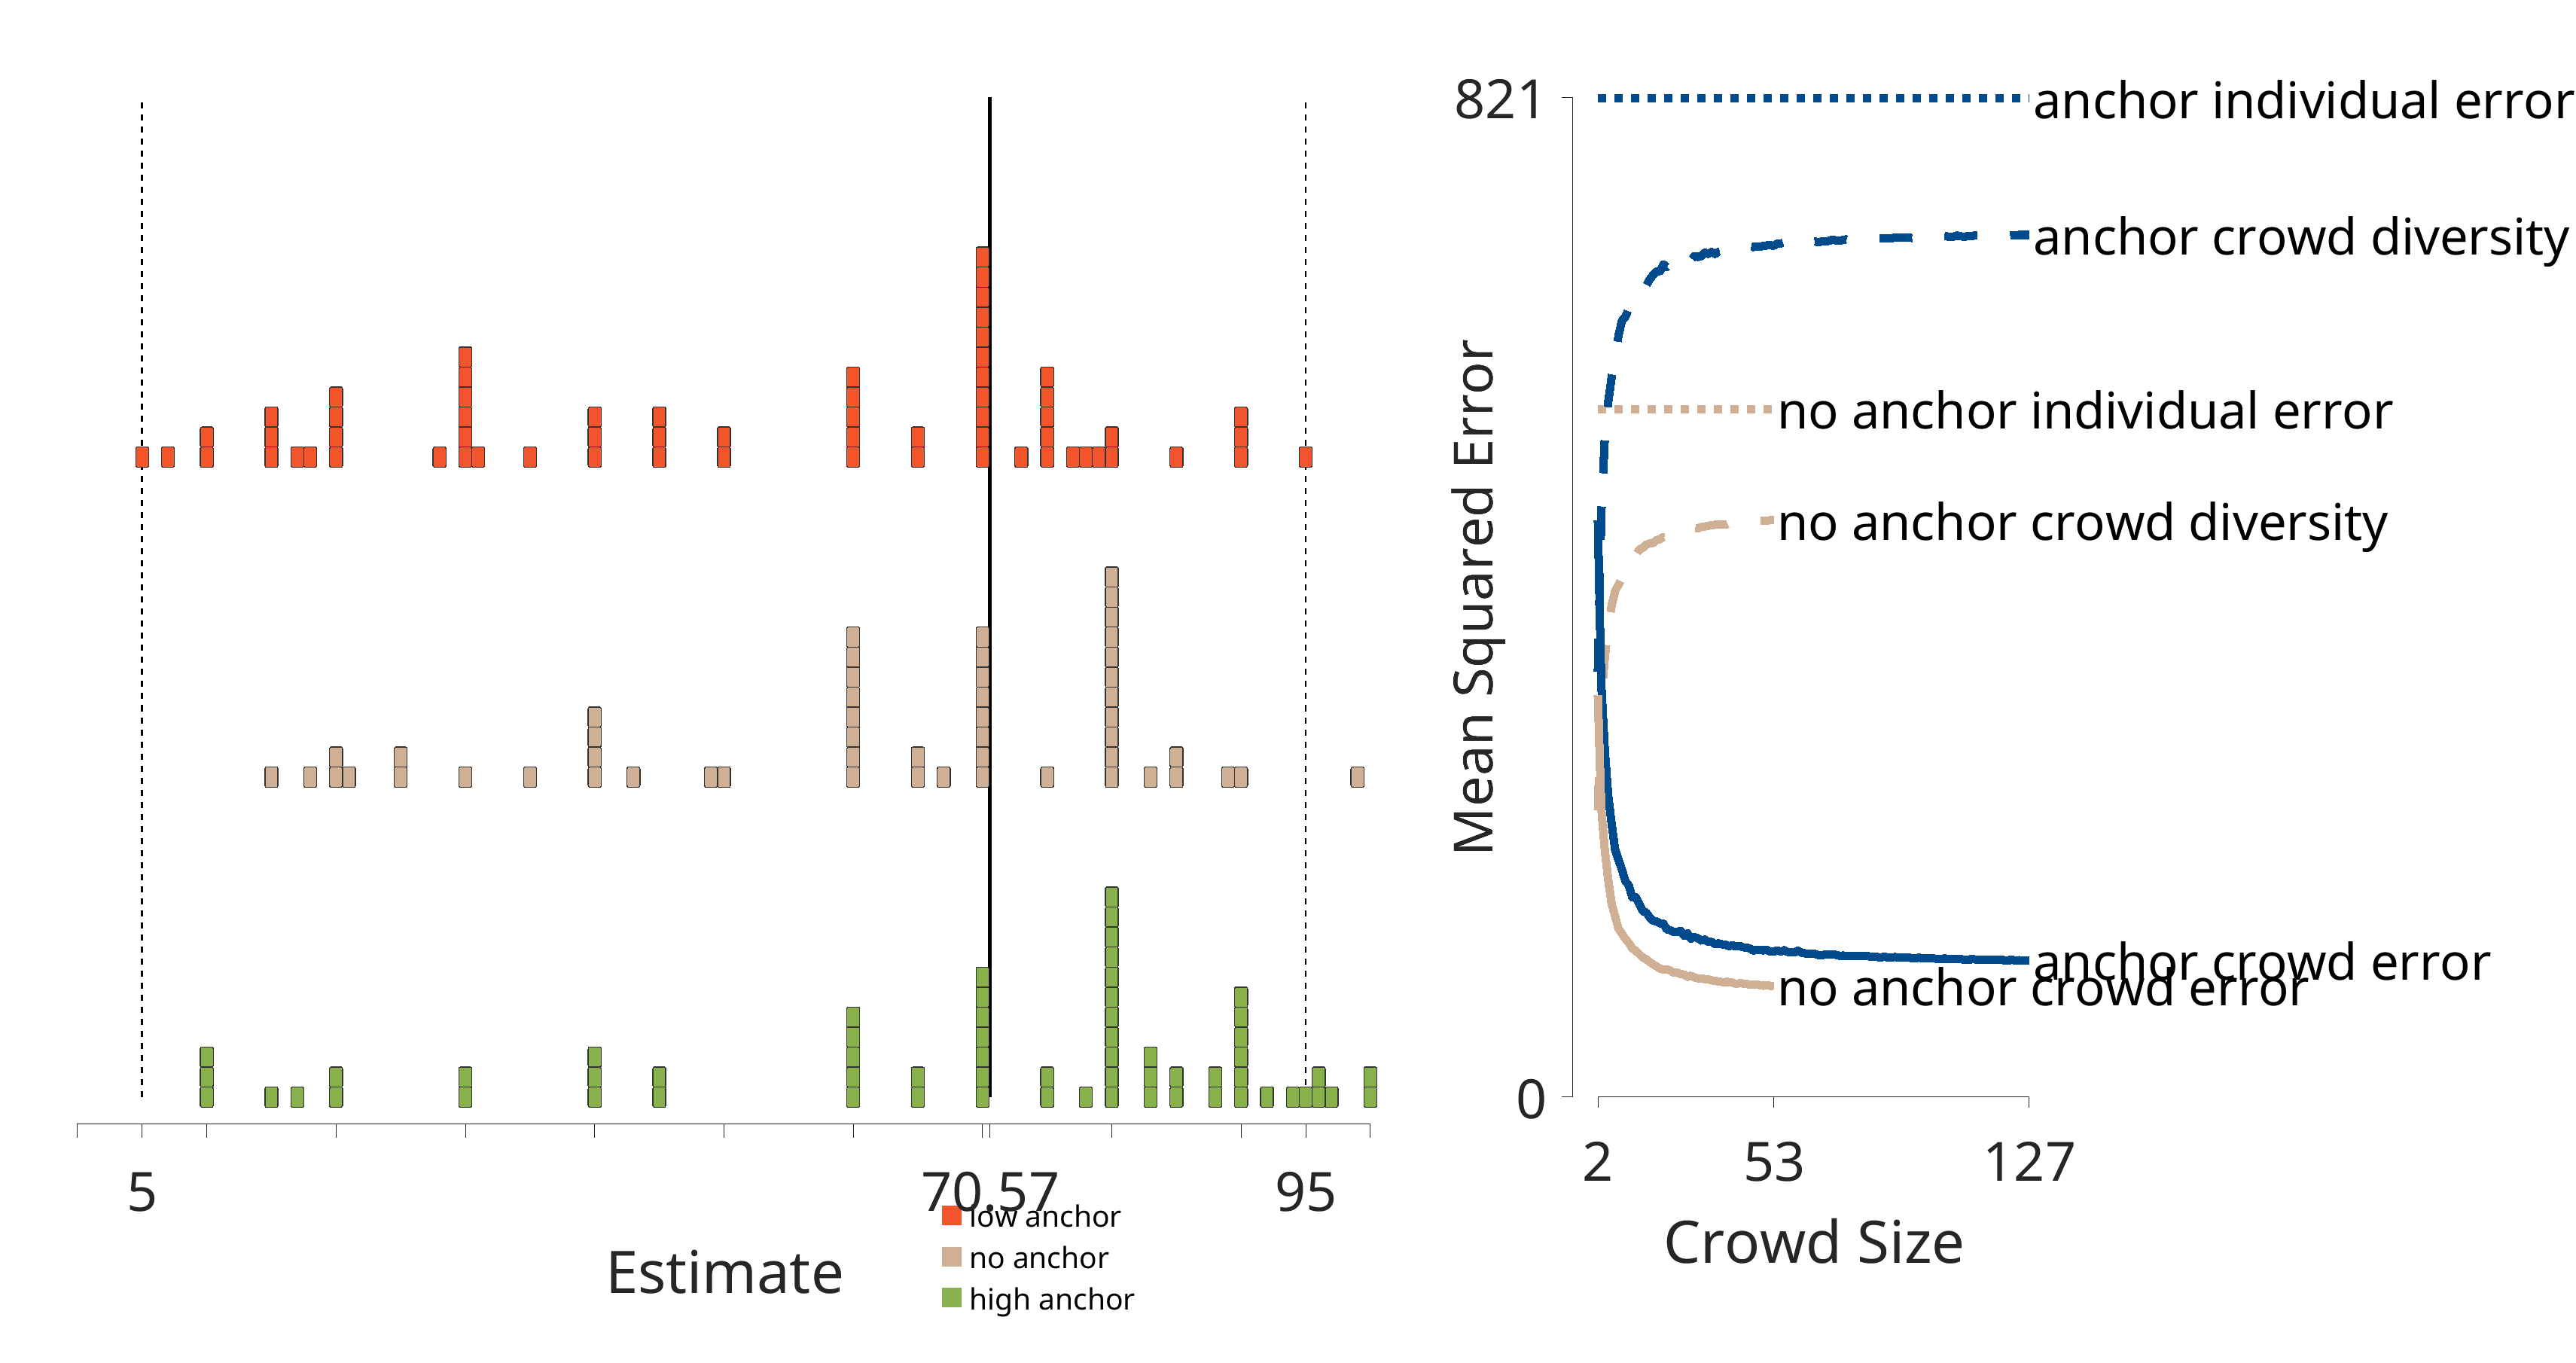 5
70.57
95
Estimate
low anchor
no anchor
high anchor
821
0
Mean Squared Error
anchor individual error
anchor crowd diversity
no anchor individual error
no anchor crowd diversity
anchor crowd error
no anchor crowd error
2
53
127
Crowd Size